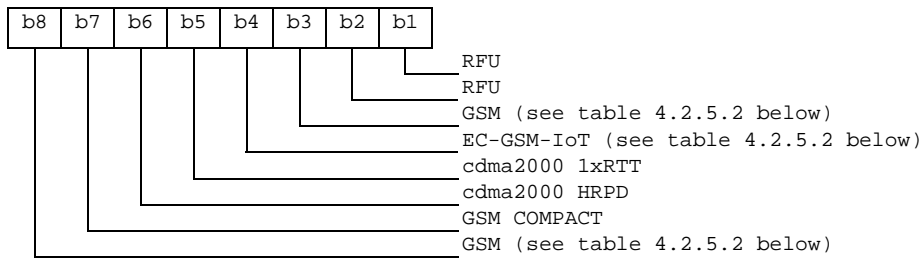 b8 b7 b6 b5 b4 b3 b2 b1
RFU
RFU
GSM (see table 4.2.5.2 below)
EC-GSM-IoT (see table 4.2.5.2 below)
cdma2000 1xRTT
cdma2000 HRPD
GSM COMPACT
GSM (see table 4.2.5.2 below)